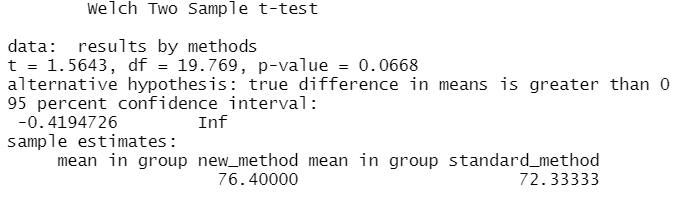 Welch Two Sample t-test
data:  results by methods
t = 1.5643, df = 19.769, p-value = 0.0668
alternative hypothesis: true difference in means is greater than 0
95 percent confidence interval:
-0.4194726       Inf
sample estimates:
mean in group new_method mean in group standard_method
76.40000                      72.33333